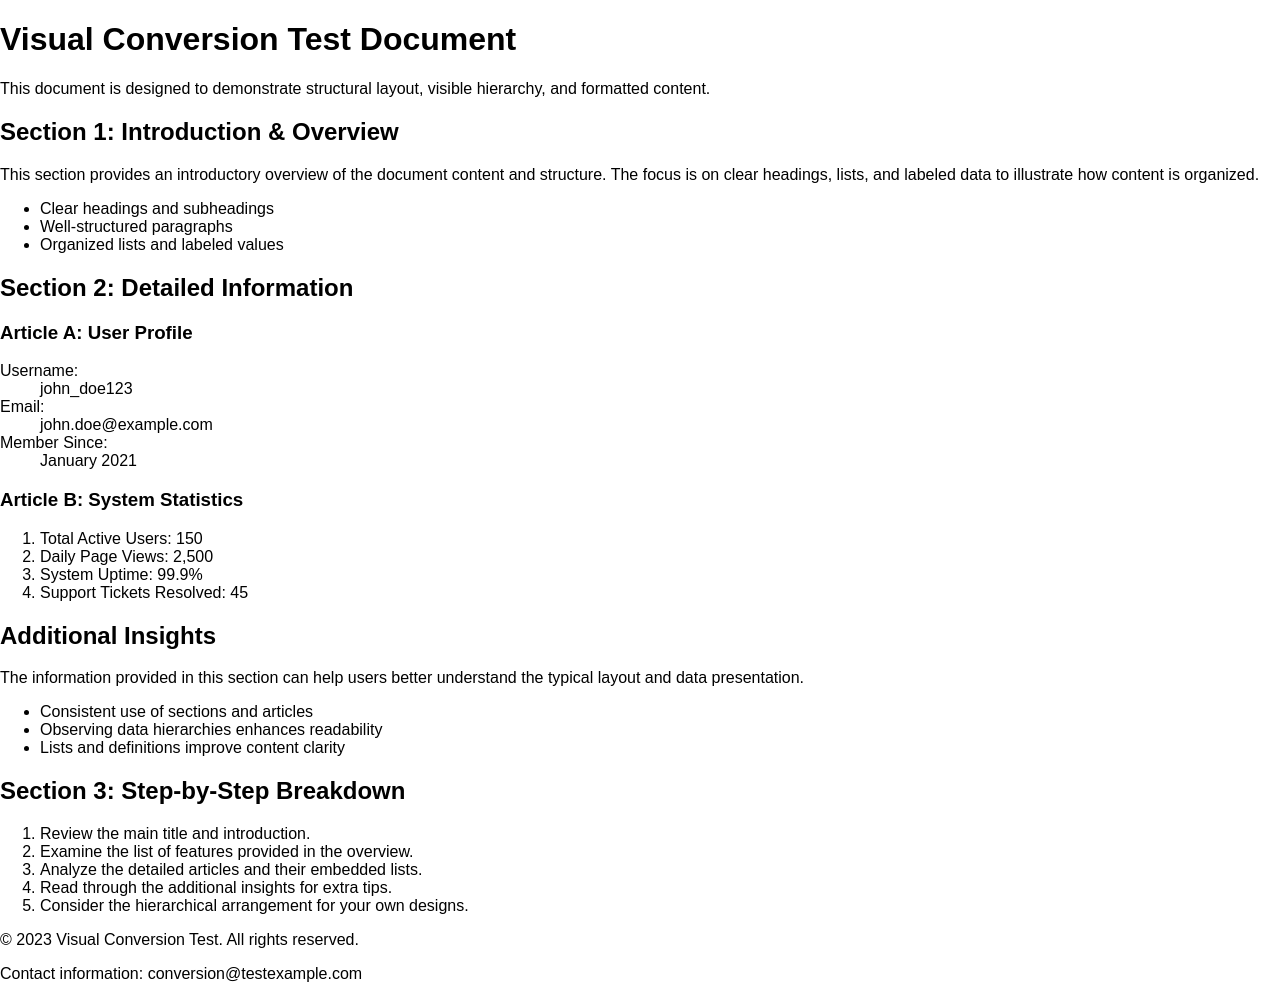 Visual Conversion Test Document
This document is designed to demonstrate structural layout, visible hierarchy, and formatted content.
Section 1: Introduction & Overview
This section provides an introductory overview of the document content and structure. The focus is on clear headings, lists, and labeled data to illustrate how content is organized.
• Clear headings and subheadings
• Well-structured paragraphs
• Organized lists and labeled values
Section 2: Detailed Information
Article A: User Profile
Username:
john_doe123
Email:
john.doe@example.com
Member Since:
January 2021
Article B: System Statistics
1. Total Active Users: 150
2. Daily Page Views: 2,500
3. System Uptime: 99.9%
4. Support Tickets Resolved: 45
Additional Insights
The information provided in this section can help users better understand the typical layout and data presentation.
• Consistent use of sections and articles
• Observing data hierarchies enhances readability
• Lists and definitions improve content clarity
Section 3: Step-by-Step Breakdown
1. Review the main title and introduction.
2. Examine the list of features provided in the overview.
3. Analyze the detailed articles and their embedded lists.
4. Read through the additional insights for extra tips.
5. Consider the hierarchical arrangement for your own designs.
© 2023 Visual Conversion Test. All rights reserved.
Contact information: conversion@testexample.com